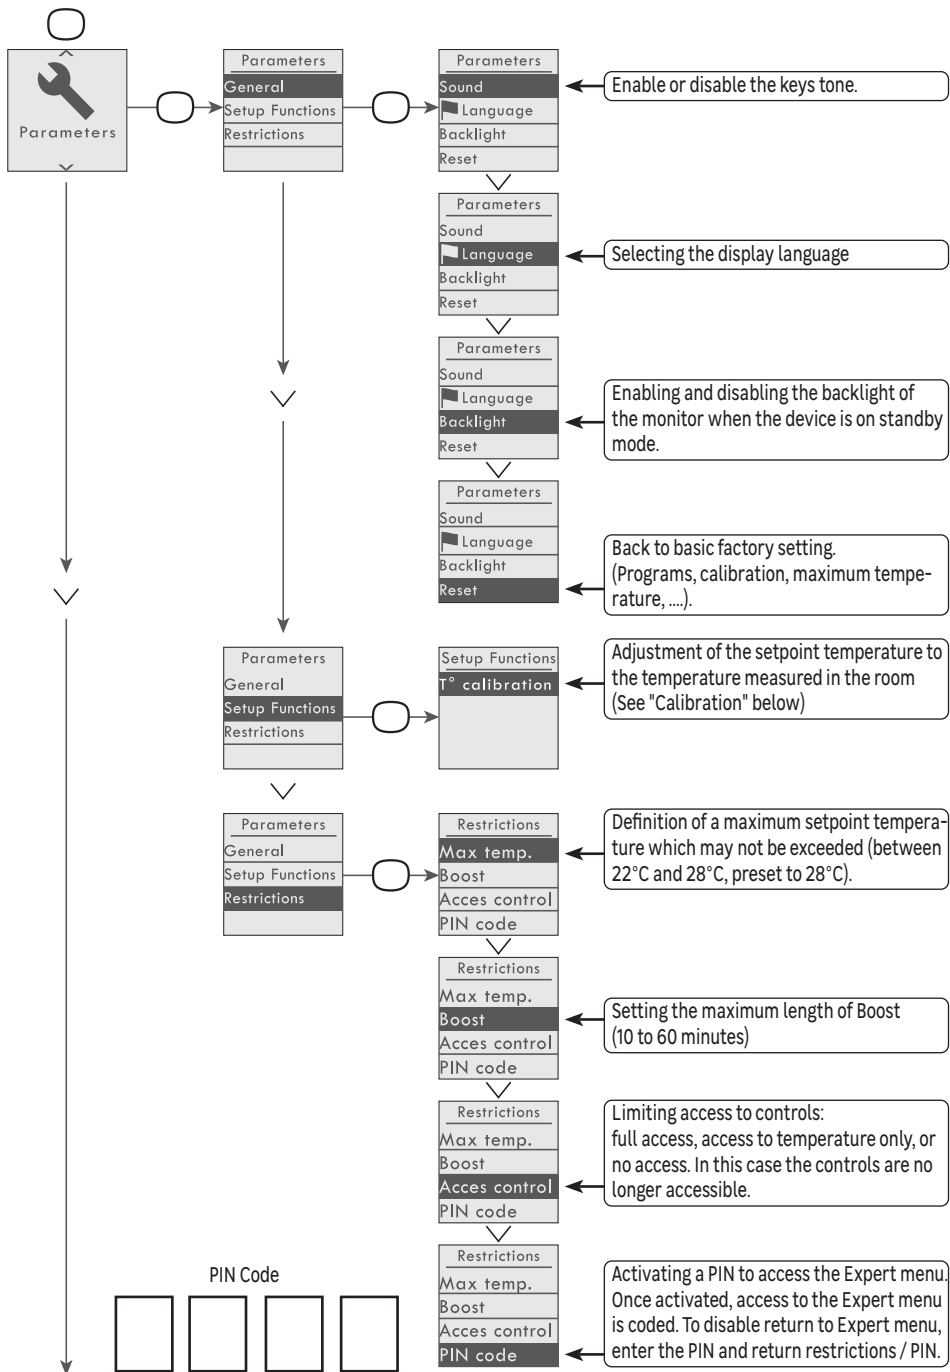 Parameters
Parameters
General
Setup Functions
Restrictions
Parameters
Sound
Language
Backlight
Reset
Enable or disable the keys tone.
Parameters
Sound
Language
Backlight
Reset
Selecting the display language
Parameters
Sound
Language
Backlight
Reset
Enabling and disabling the backlight of
the monitor when the device is on standby
mode.
Parameters
Sound
Language
Backlight
Reset
Back to basic factory setting.
(Programs, calibration, maximum tempe-
rature, ....).
Parameters
General
Setup Functions
Restrictions
Setup Functions
T° calibration
Adjustment of the setpoint temperature to
the temperature measured in the room
(See "Calibration" below)
Parameters
General
Setup Functions
Restrictions
Restrictions
Max temp.
Boost
Acces control
PIN code
Definition of a maximum setpoint tempera-
ture which may not be exceeded (between
22°C and 28°C, preset to 28°C).
Restrictions
Max temp.
Boost
Acces control
PIN code
Setting the maximum length of Boost
(10 to 60 minutes)
Restrictions
Max temp.
Boost
Acces control
PIN code
Limiting access to controls:
full access, access to temperature only, or
no access. In this case the controls are no
longer accessible.
PIN Code
Restrictions
Max temp.
Boost
Acces control
PIN code
Activating a PIN to access the Expert menu.
Once activated, access to the Expert menu
is coded. To disable return to Expert menu,
enter the PIN and return restrictions / PIN.